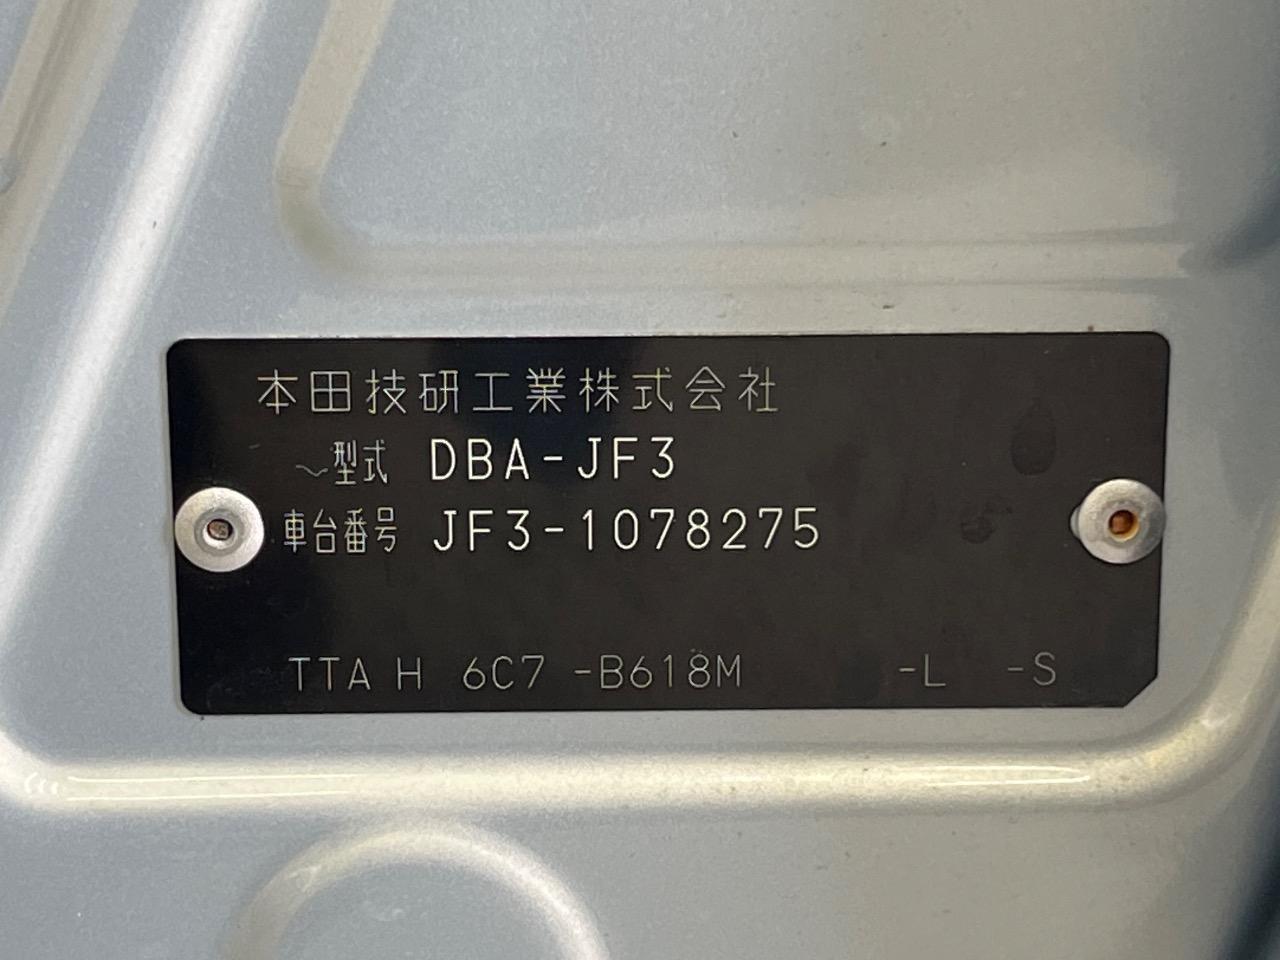 本田技研工業株式会社
型式 DBA-JF3
車台番号 JF3-1078275
TTA H 6C7 -B618M -L -S